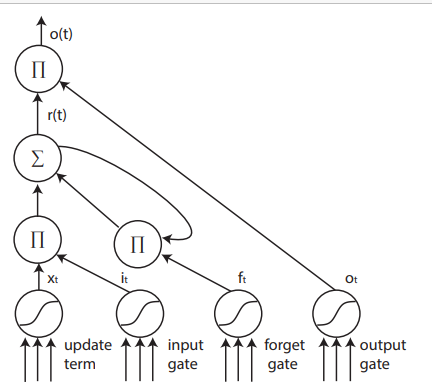 o(t)
Π
r(t)
Σ
Π
Π
xₜ
iₜ
fₜ
oₜ
update term
input gate
forget gate
output gate